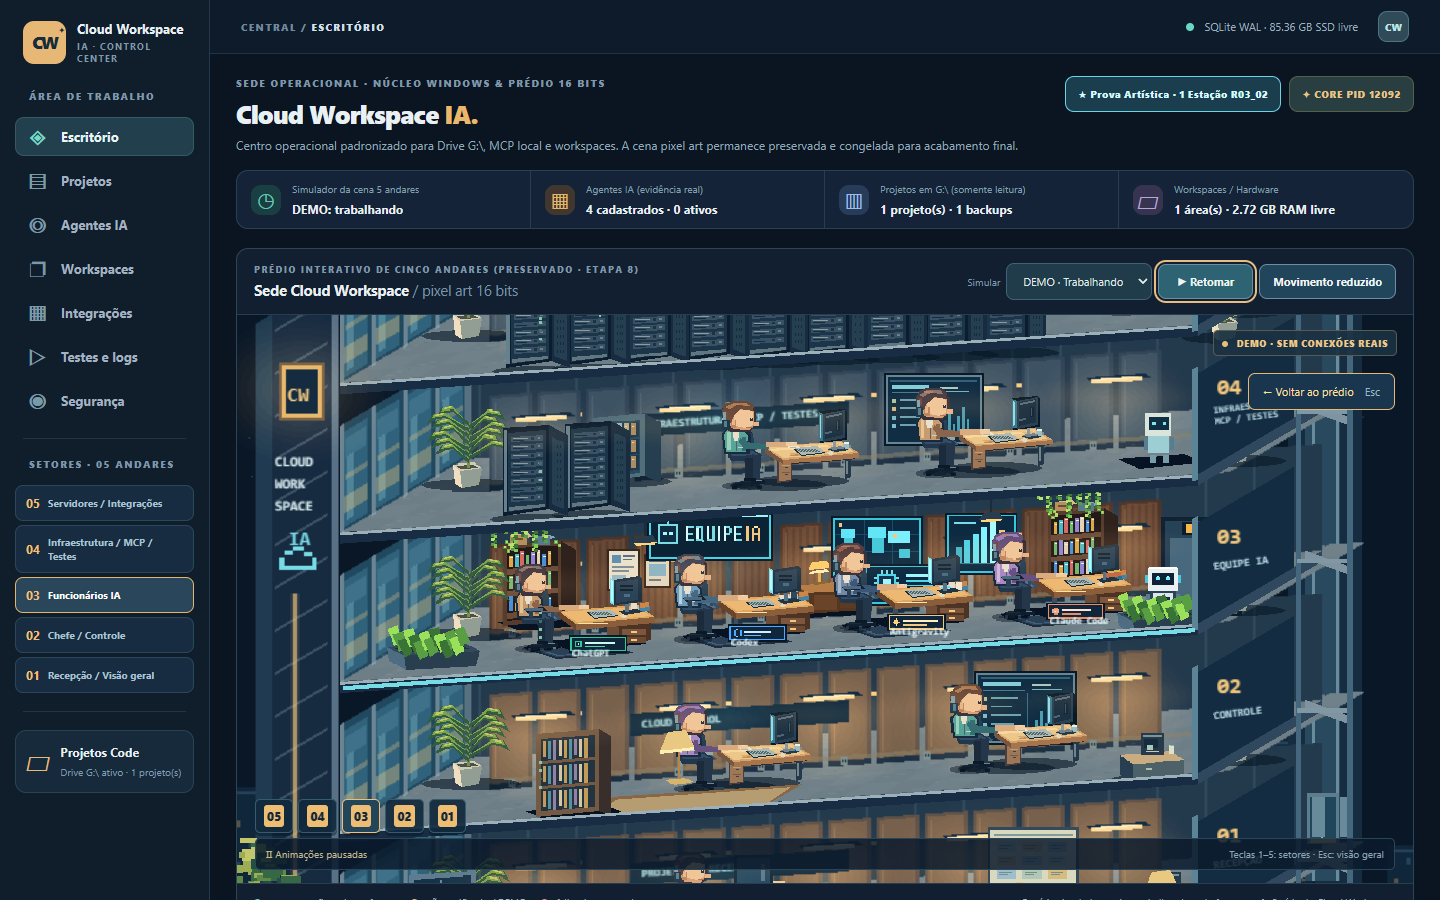 CW
Cloud Workspace
IA · CONTROL
CENTER
ÁREA DE TRABALHO
Escritório
Projetos
Agentes IA
Workspaces
Integrações
Testes e logs
Segurança
SETORES · 05 ANDARES
05 Servidores / Integrações
04 Infraestrutura / MCP /
Testes
03 Funcionários IA
02 Chefe / Controle
01 Recepção / Visão geral
Projetos Code
Drive G:\ ativo · 1 projeto(s)
CENTRAL / ESCRITÓRIO
SQLite WAL · 85.36 GB SSD livre
CW
SEDE OPERACIONAL · NÚCLEO WINDOWS & PRÉDIO 16 BITS
Cloud Workspace IA.
Centro operacional padronizado para Drive G:\, MCP local e workspaces. A cena pixel art permanece preservada e congelada para acabamento final.
★ Prova Artística · 1 Estação R03_02
✦ CORE PID 12092
Simulador da cena 5 andares
DEMO: trabalhando
Agentes IA (evidência real)
4 cadastrados · 0 ativos
Projetos em G:\ (somente leitura)
1 projeto(s) · 1 backups
Workspaces / Hardware
1 área(s) · 2.72 GB RAM livre
PRÉDIO INTERATIVO DE CINCO ANDARES (PRESERVADO · ETAPA 8)
Sede Cloud Workspace / pixel art 16 bits
Simular
DEMO · Trabalhando
▶ Retomar
Movimento reduzido
DEMO · SEM CONEXÕES REAIS
← Voltar ao prédio Esc
CW
CLOUD
WORK
SPACE
IA
P / TESTES
04
MCP / TESTES
EQUIPE IA
03
EQUIPE IA
ChatGPT
Codex
Antigravity
Claude Code
02
CONTROLE
CLOUD
01
05
04
03
02
01
Animações pausadas
Teclas 1–5: setores · Esc: visão geral